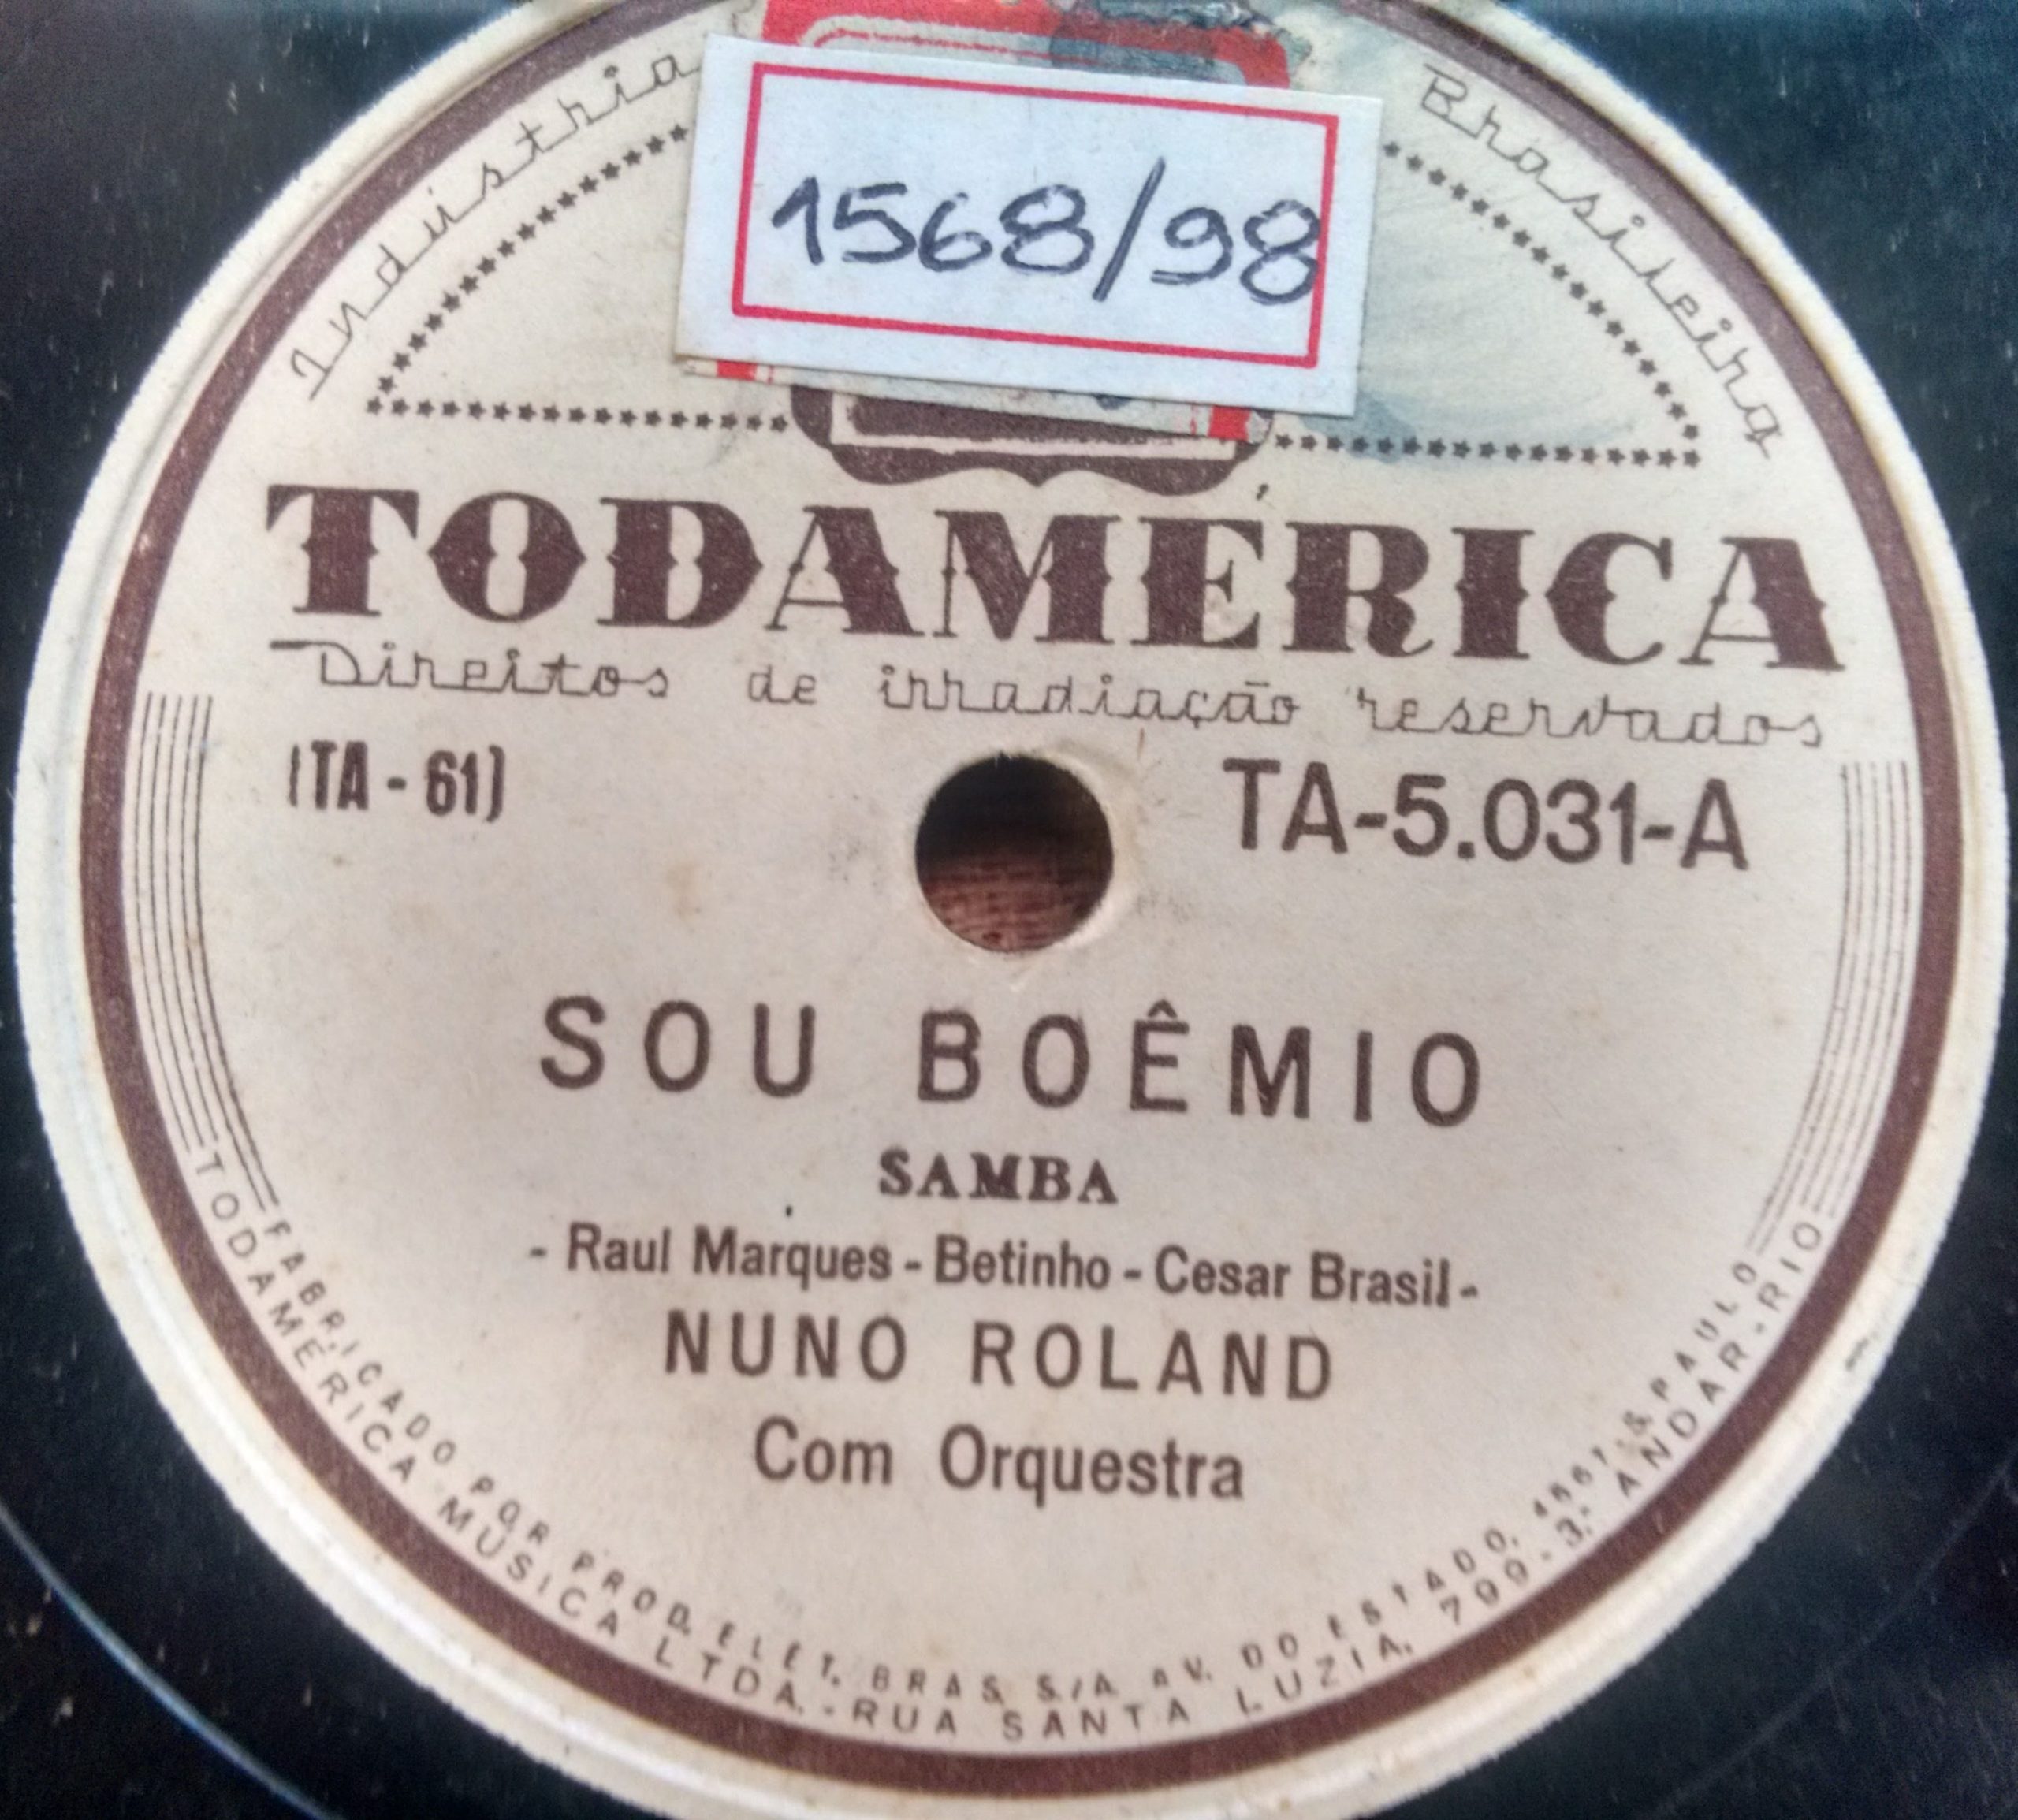 Indústria Brasileira
1568/98
TODAMÉRICA
Direitos de irradiação reservados
(TA - 61)
TA-5.031-A
SOU BOÊMIO
SAMBA
- Raul Marques - Betinho - Cesar Brasil -
NUNO ROLAND
Com Orquestra
FABRICADO POR PROD. ELET. BRAS. S/A. AV. DO ESTADO, 4667 - S. PAULO
TODAMÉRICA MÚSICA LTDA. - RUA SANTA LUZIA, 799 - 3.º ANDAR - RIO